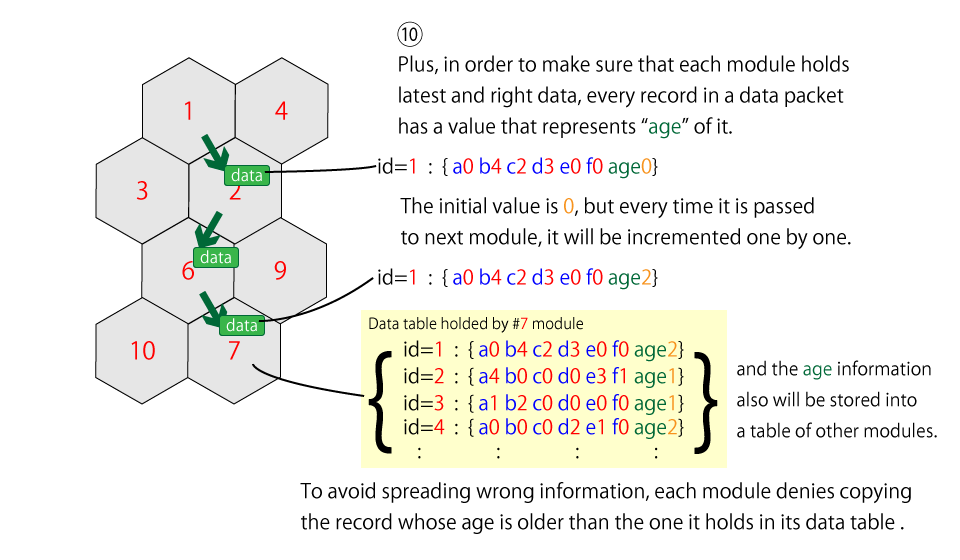 ⑩
Plus, in order to make sure that each module holds
latest and right data, every record in a data packet
has a value that represents “age” of it.
1
4
data
id=1 : { a0 b4 c2 d3 e0 f0 age0}
3
2
The initial value is 0, but every time it is passed
to next module, it will be incremented one by one.
data
6
9
id=1 : { a0 b4 c2 d3 e0 f0 age2}
data
10
7
Data table holded by #7 module
id=1 : { a0 b4 c2 d3 e0 f0 age2}
id=2 : { a4 b0 c0 d0 e3 f1 age1}
id=3 : { a1 b2 c0 d0 e0 f0 age1}
id=4 : { a0 b0 c0 d2 e1 f0 age2}
: : : :
and the age information
also will be stored into
a table of other modules.
To avoid spreading wrong information, each module denies copying
the record whose age is older than the one it holds in its data table .